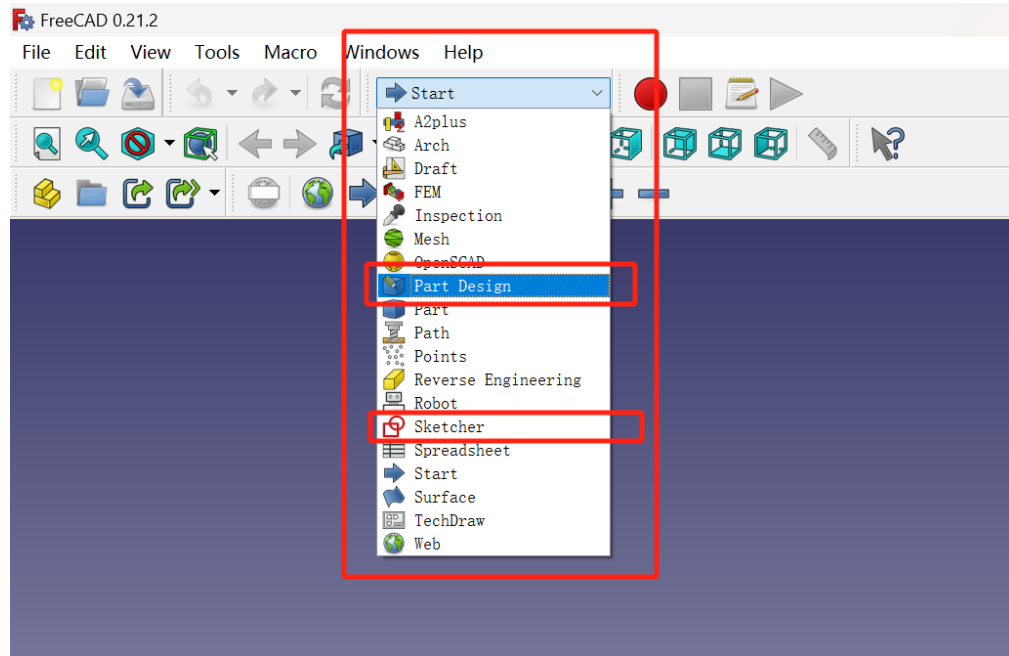 FreeCAD 0.21.2
File Edit View Tools Macro Windows Help
Start
A2plus
Arch
Draft
FEM
Inspection
Mesh
OpenSCAD
Part Design
Part
Path
Points
Reverse Engineering
Robot
Sketcher
Spreadsheet
Start
Surface
TechDraw
Web